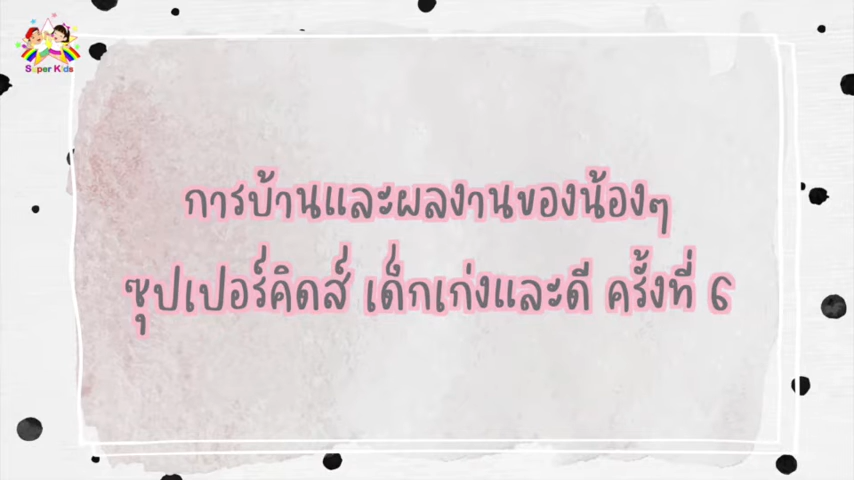 Super Kids
การบ้านและผลงานของน้องๆ
ซุปเปอร์คิดส์ เด็กเก่งและดี ครั้งที่ 6